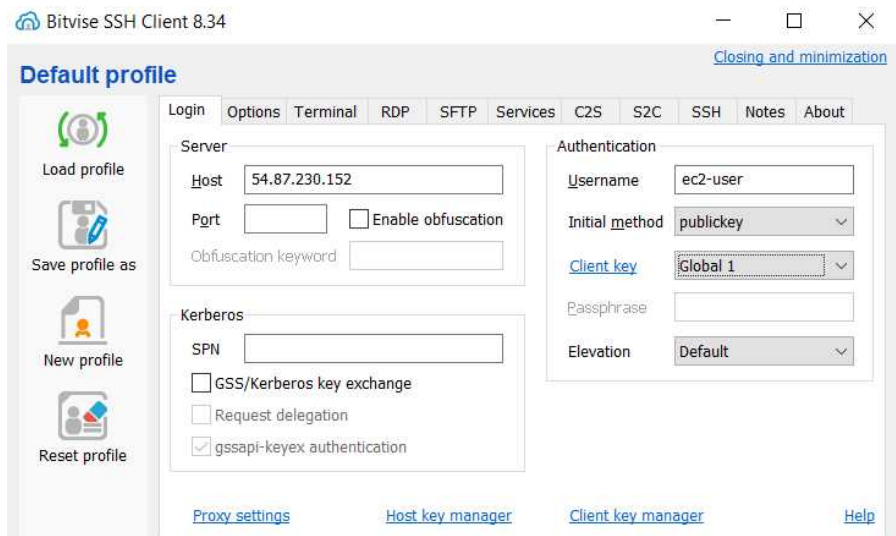 Bitvise SSH Client 8.34
Closing and minimization
Default profile
Load profile
Save profile as
New profile
Reset profile
Login Options Terminal RDP SFTP Services C2S S2C SSH Notes About
Server
Host 54.87.230.152
Port Enable obfuscation
Obfuscation keyword
Kerberos
SPN
GSS/Kerberos key exchange
Request delegation
gssapi-keyex authentication
Authentication
Username ec2-user
Initial method publickey
Client key Global 1
Passphrase
Elevation Default
Proxy settings Host key manager Client key manager Help